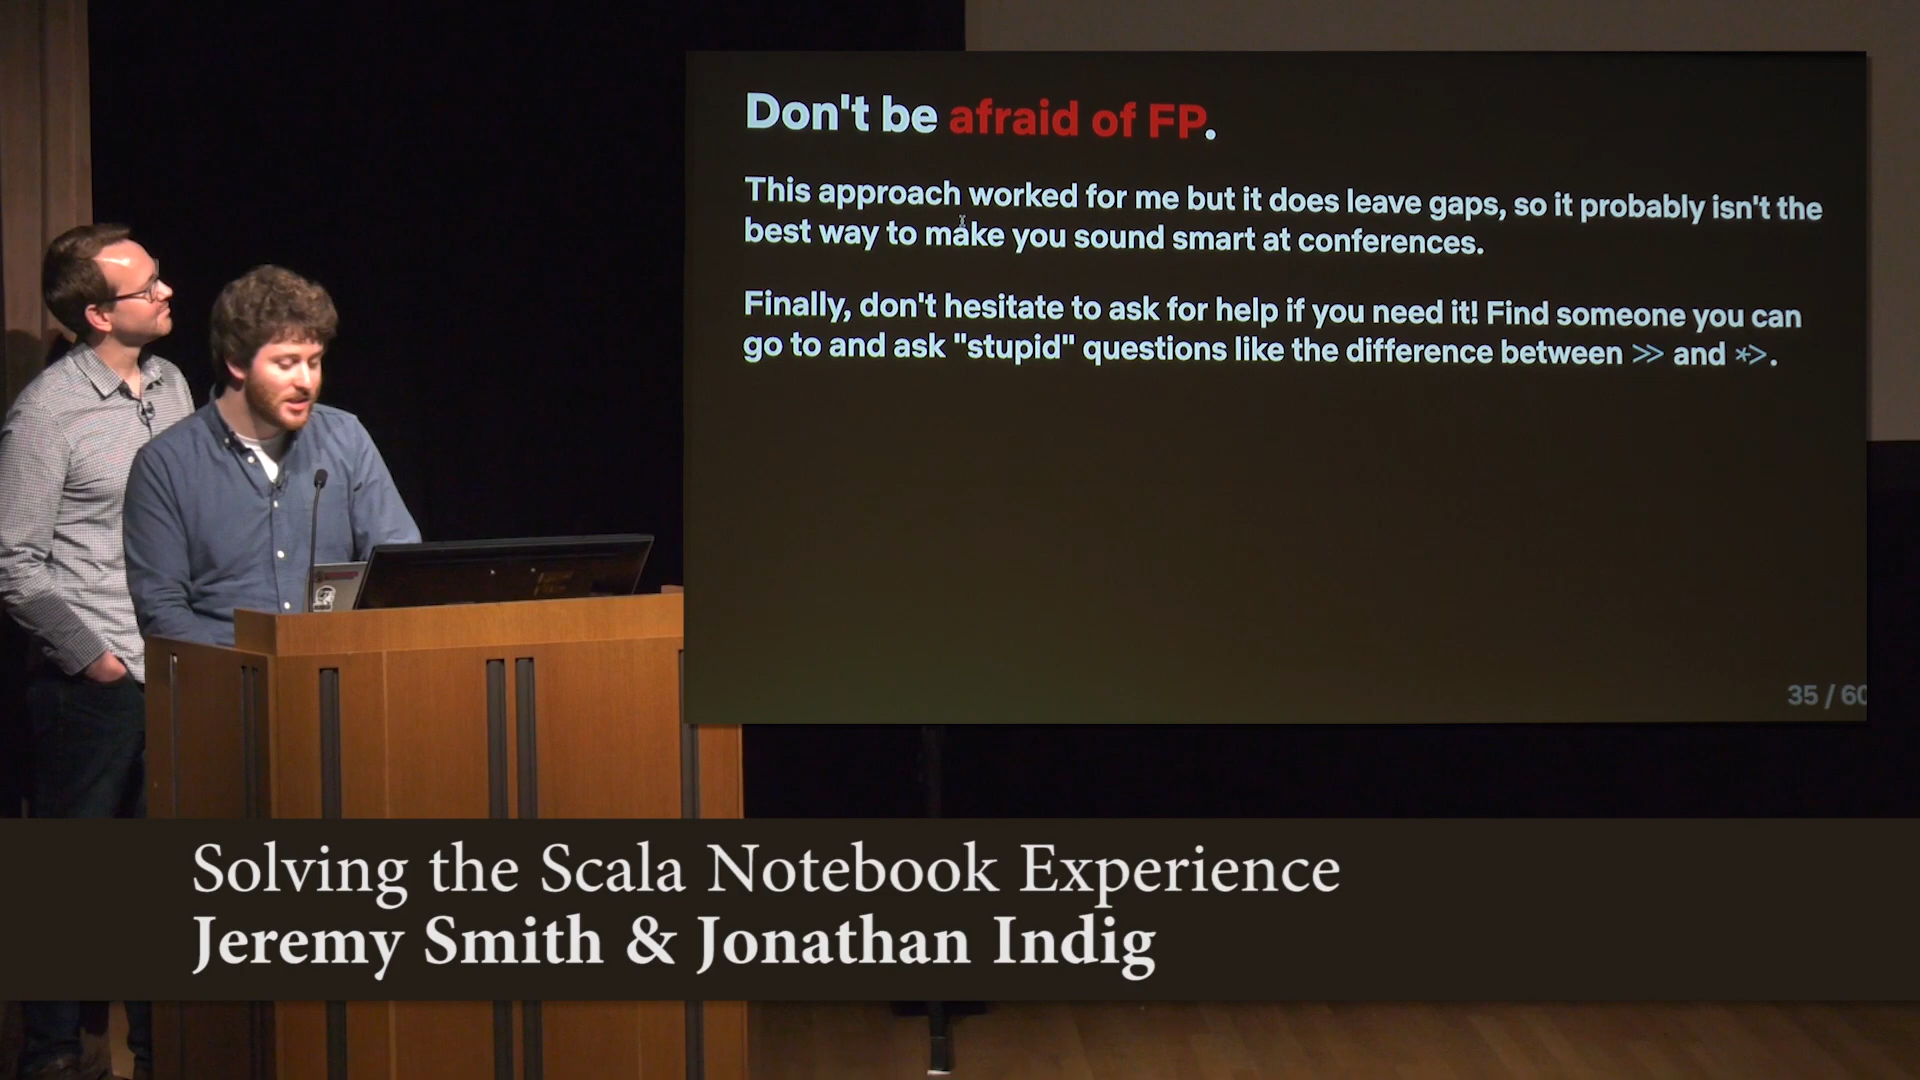 Don't be afraid of FP.
This approach worked for me but it does leave gaps, so it probably isn't the
best way to make you sound smart at conferences.
Finally, don't hesitate to ask for help if you need it! Find someone you can
go to and ask "stupid" questions like the difference between >> and *>.
35 / 60
Solving the Scala Notebook Experience
Jeremy Smith & Jonathan Indig